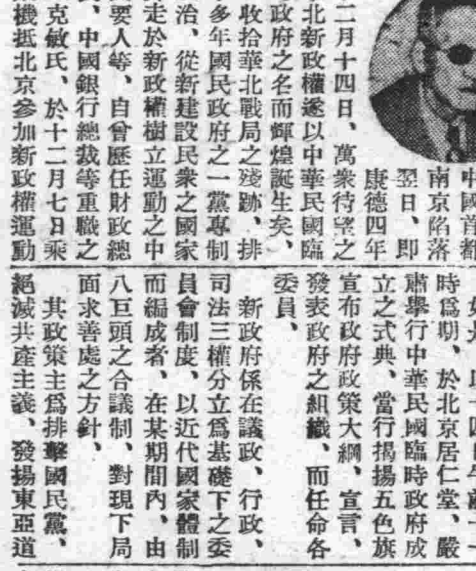 中國首都
南京陷落
翌日、即
康德四年
二月十四日、萬衆待望之
北新政權遂以中華民國臨
政府之名而輝煌誕生矣、
收拾華北戰局之殘跡、排
多年國民政府之一黨專制
治、從新建設民衆之國家
走於新政權樹立運動之中
要人等、自曾歷任財政總
、中國銀行總裁等重職之
克敏氏、於十二月七日乘
機抵北京參加新政權運動
時爲期、於北京居仁堂、嚴
肅擧行中華民國臨時政府成
立之式典、當行揭揚五色旗
宣布政府政策大綱、宣言、
發表政府之組織、而任命各
委員、
新政府係在議政、行政、
司法三權分立爲基礎下之委
員會制度、以近代國家體制
而編成者、在某期間內、由
八巨頭之合議制、對現下局
面求善處之方針、
其政策主爲排擊國民黨、
絕滅共產主義、發揚東亞道